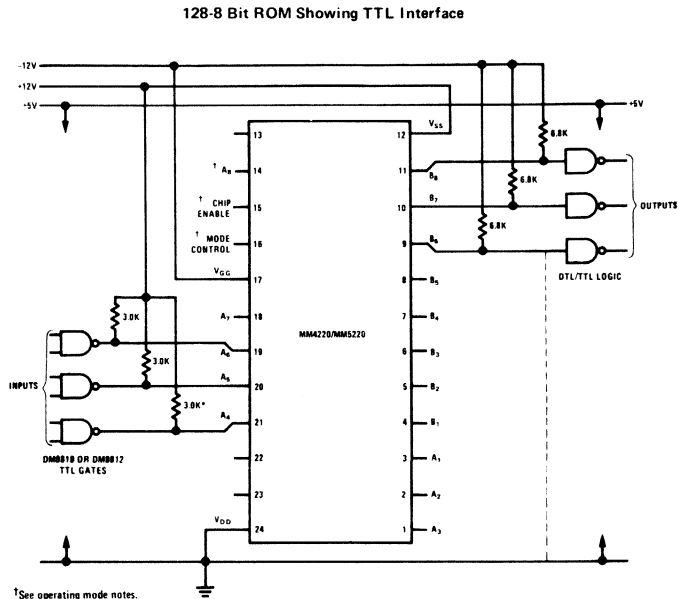 128-8 Bit ROM Showing TTL Interface
-12V
+12V
+5V
+5V
VSS
13
12
6.8K
† A8
14
11
B8
6.8K
† CHIP
ENABLE
15
10
B7
OUTPUTS
† MODE
CONTROL
16
9
B6
6.8K
DTL/TTL LOGIC
VGG
17
8
B5
A7
18
7
B4
MM4220/MM5220
3.0K
A6
19
6
B3
3.0K
A5
20
5
B2
INPUTS
3.0K*
A4
21
4
B1
DM8810 OR DM8812
TTL GATES
22
3
A1
23
2
A2
VDD
24
1
A3
†See operating mode notes.